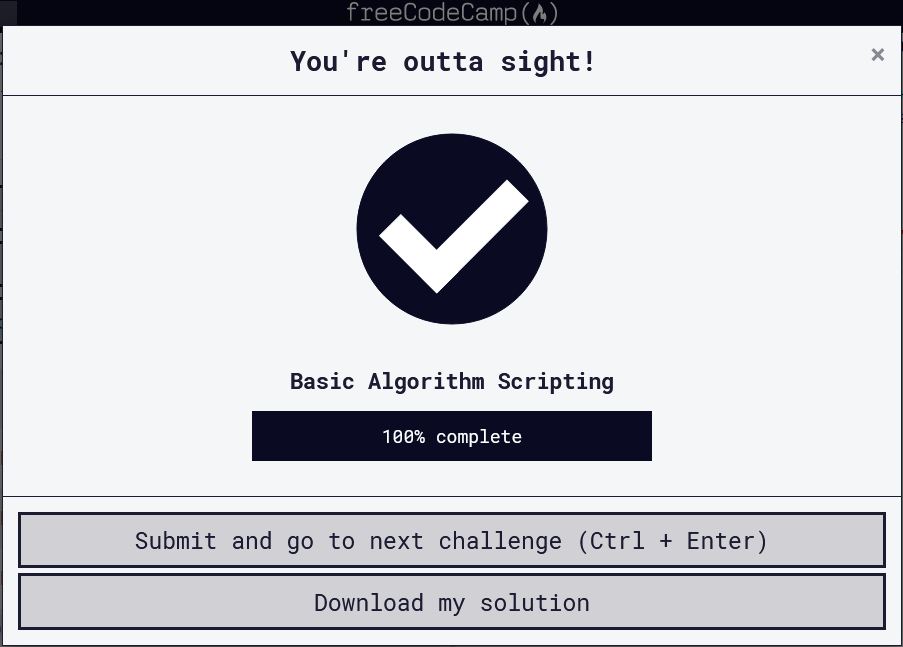 freeCodeCamp(🔥)
You're outta sight!
×
Basic Algorithm Scripting
100% complete
Submit and go to next challenge (Ctrl + Enter)
Download my solution